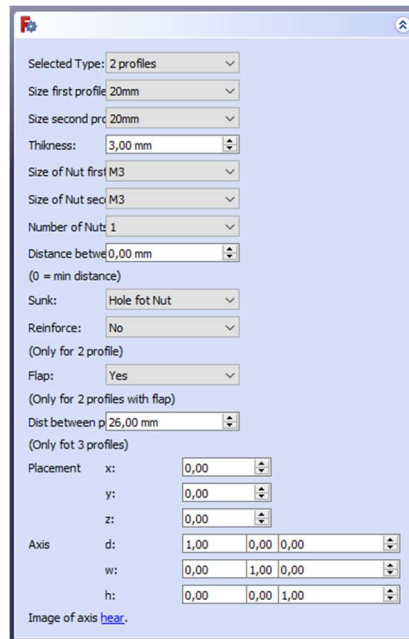 Selected Type: 2 profiles
Size first profile 20mm
Size second pro 20mm
Thikness: 3,00 mm
Size of Nut first M3
Size of Nut sec M3
Number of Nuts 1
Distance betwe 0,00 mm
(0 = min distance)
Sunk: Hole fot Nut
Reinforce: No
(Only for 2 profile)
Flap: Yes
(Only for 2 profiles with flap)
Dist between p 26,00 mm
(Only fot 3 profiles)
Placement x: 0,00
y: 0,00
z: 0,00
Axis d: 1,00 0,00 0,00
w: 0,00 1,00 0,00
h: 0,00 0,00 1,00
Image of axis hear.